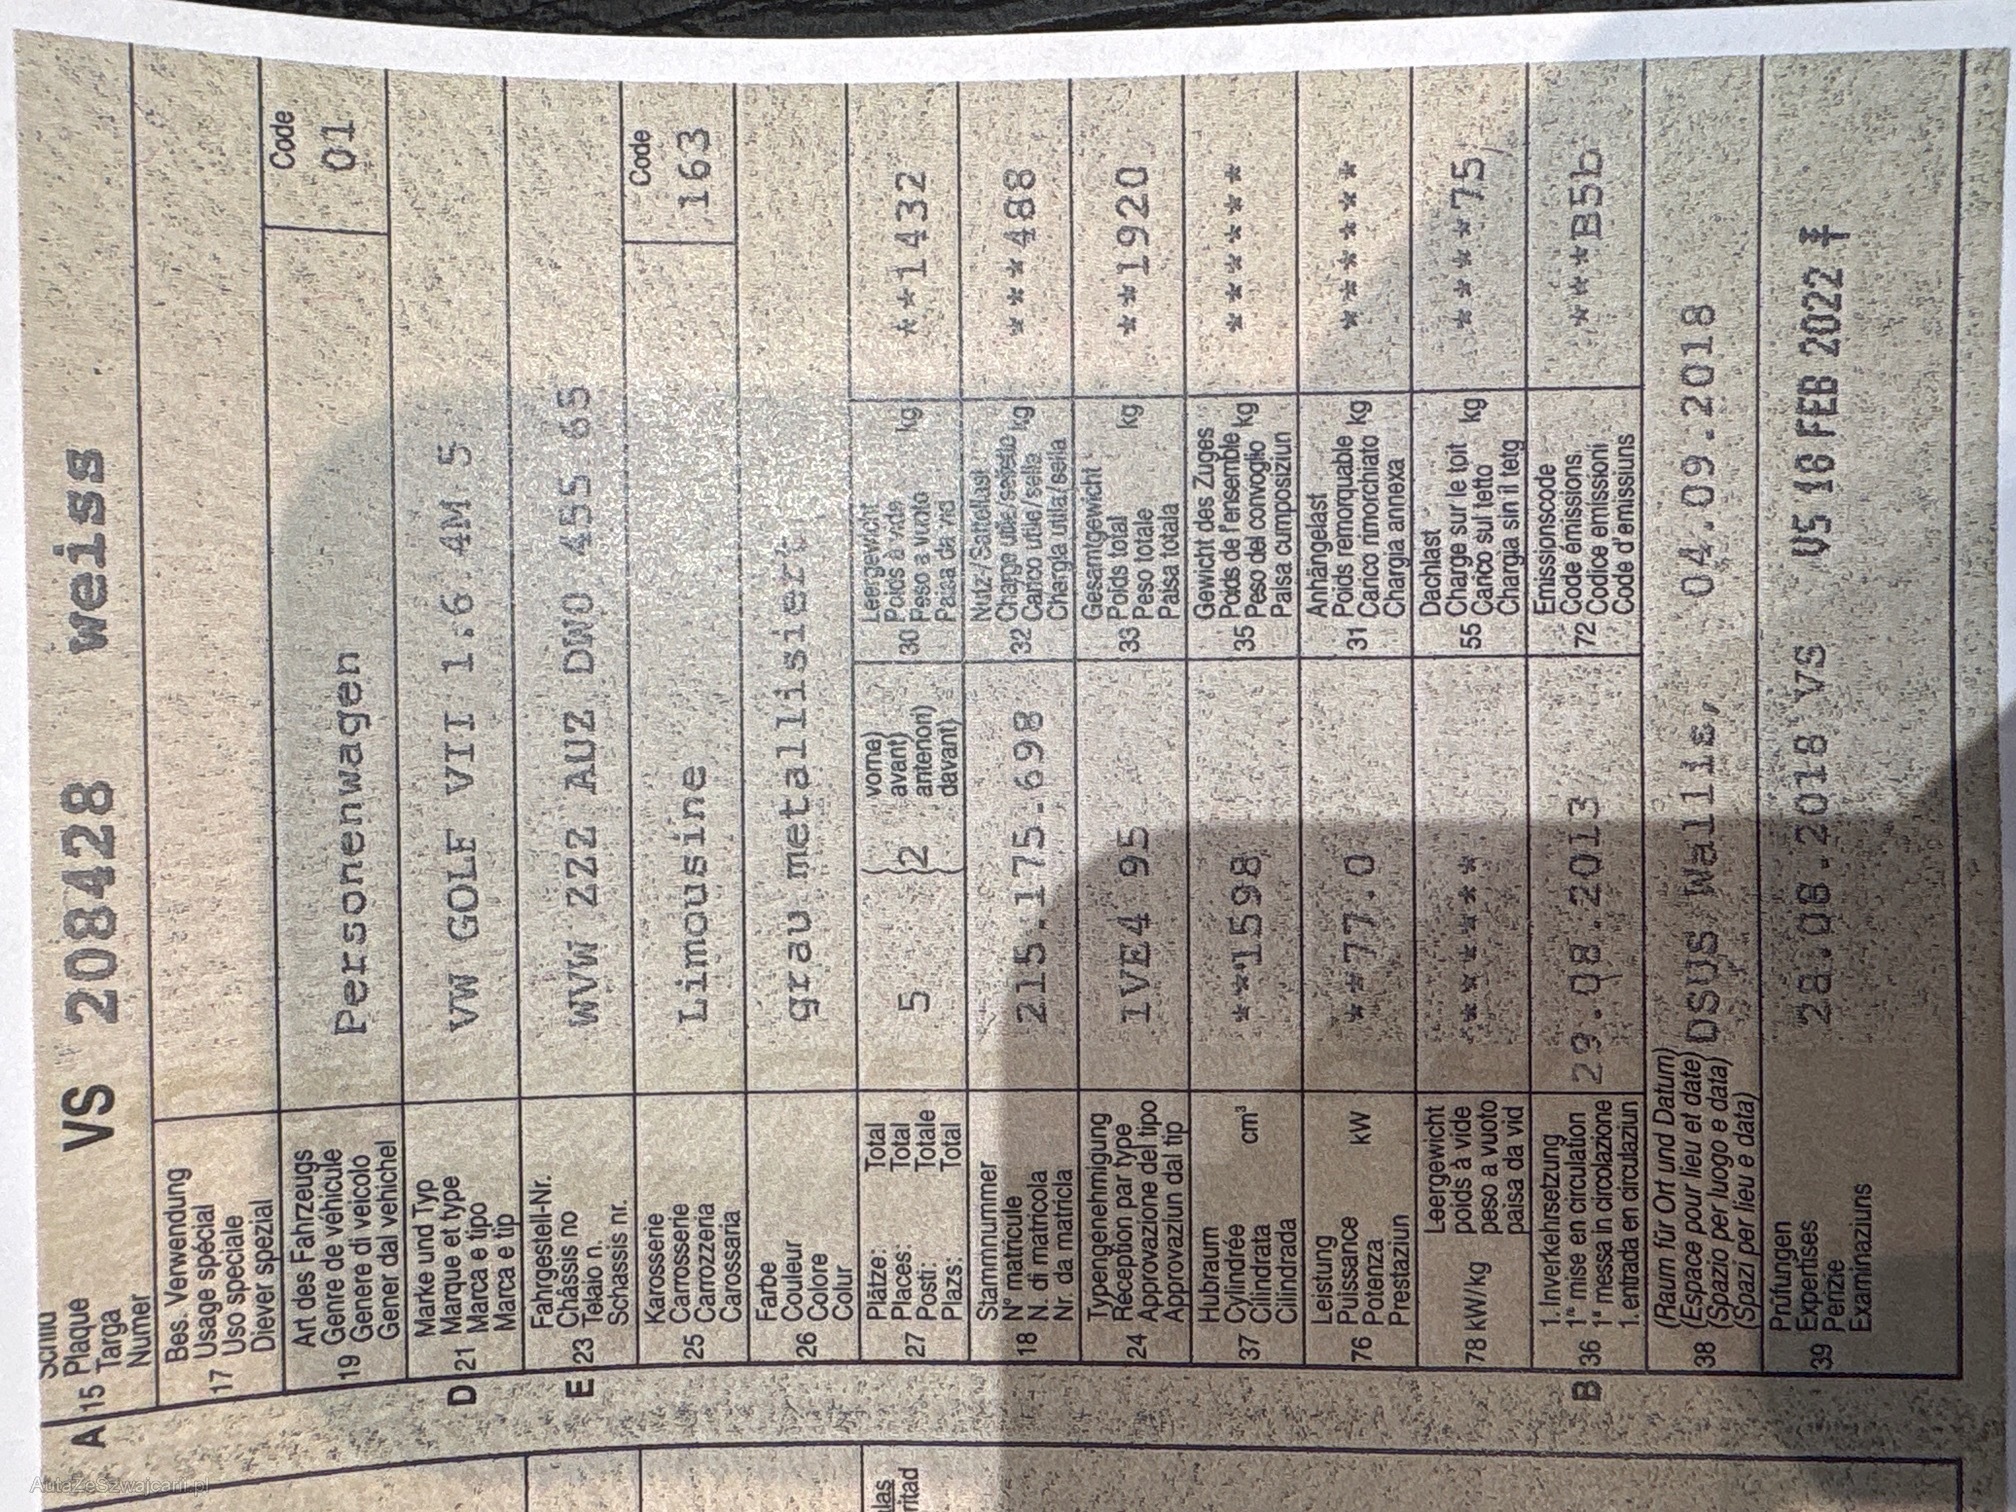 Schild
A 15 Plaque
Targa
Numer
VS 208428 weiss
Bes. Verwendung
17 Usage spécial
Uso speciale
Diever spezial
Art des Fahrzeugs
19 Genre de véhicule
Genere di veicolo
Gener dal vehichel
Personenwagen
Code
01
Marke und Typ
D 21 Marque et type
Marca e tipo
Marca e tip
VW GOLF VII 1.6 4M 5
Fahrgestell-Nr.
E 23 Châssis no
Telaio n.
Schassis nr.
WVW ZZZ AUZ DW0 455 65
Karosserie
25 Carrosserie
Carrozzeria
Carossaria
Limousine
Code
163
Farbe
26 Couleur
Colore
Colur
grau metallisiert
Plätze: Total
27 Places: Total
Posti: Totale
Plazs: Total
5
2
vorne)
avant)
anteriori)
davant)
Leergewicht
30 Poids à vide kg
Peso a vuoto
Paisa da vid
**1432
Stammnummer
18 N° matricule
N. di matricola
Nr. da matricla
215.175.698
Nutz-/Sattellast
32 Charge utile/sellette kg
Carico utile/sella
Chargia utila/sella
***488
Typengenehmigung
24 Réception par type
Approvazione del tipo
Approvaziun dal tip
1VE4 95
Gesamtgewicht
33 Poids total kg
Peso totale
Paisa totala
**1920
Hubraum
37 Cylindrée cm³
Cilindrata
Cilindrada
**1598
Gewicht des Zuges
35 Poids de l'ensemble kg
Peso del convoglio
Paisa cumposiziun
******
Leistung
76 Puissance kW
Potenza
Prestaziun
**77.0
Anhängelast
31 Poids remorquable kg
Carico rimorchiato
Chargia annexa
******
78 kW/kg
Leergewicht
poids à vide
peso a vuoto
paisa da vid
******
Dachlast
55 Charge sur le toit kg
Carico sul tetto
Chargia sin il tetg
****75
1. Inverkehrsetzung
B 36 1re mise en circulation
1a messa in circolazione
1. entrada en circulaziun
29.08.2013
Emissionscode
72 Code émissions
Codice emissioni
Code d'emissiuns
***B5b
(Raum für Ort und Datum)
38 (Espace pour lieu et date)
(Spazio per luogo e data)
(Spazi per lieu e data)
DSUS Wallis, 04.09.2018
Prüfungen
39 Expertises
Perizie
Examinaziuns
28.08.2018 VS VS 16 FEB 2022
AutaZeSzwajcarii.pl